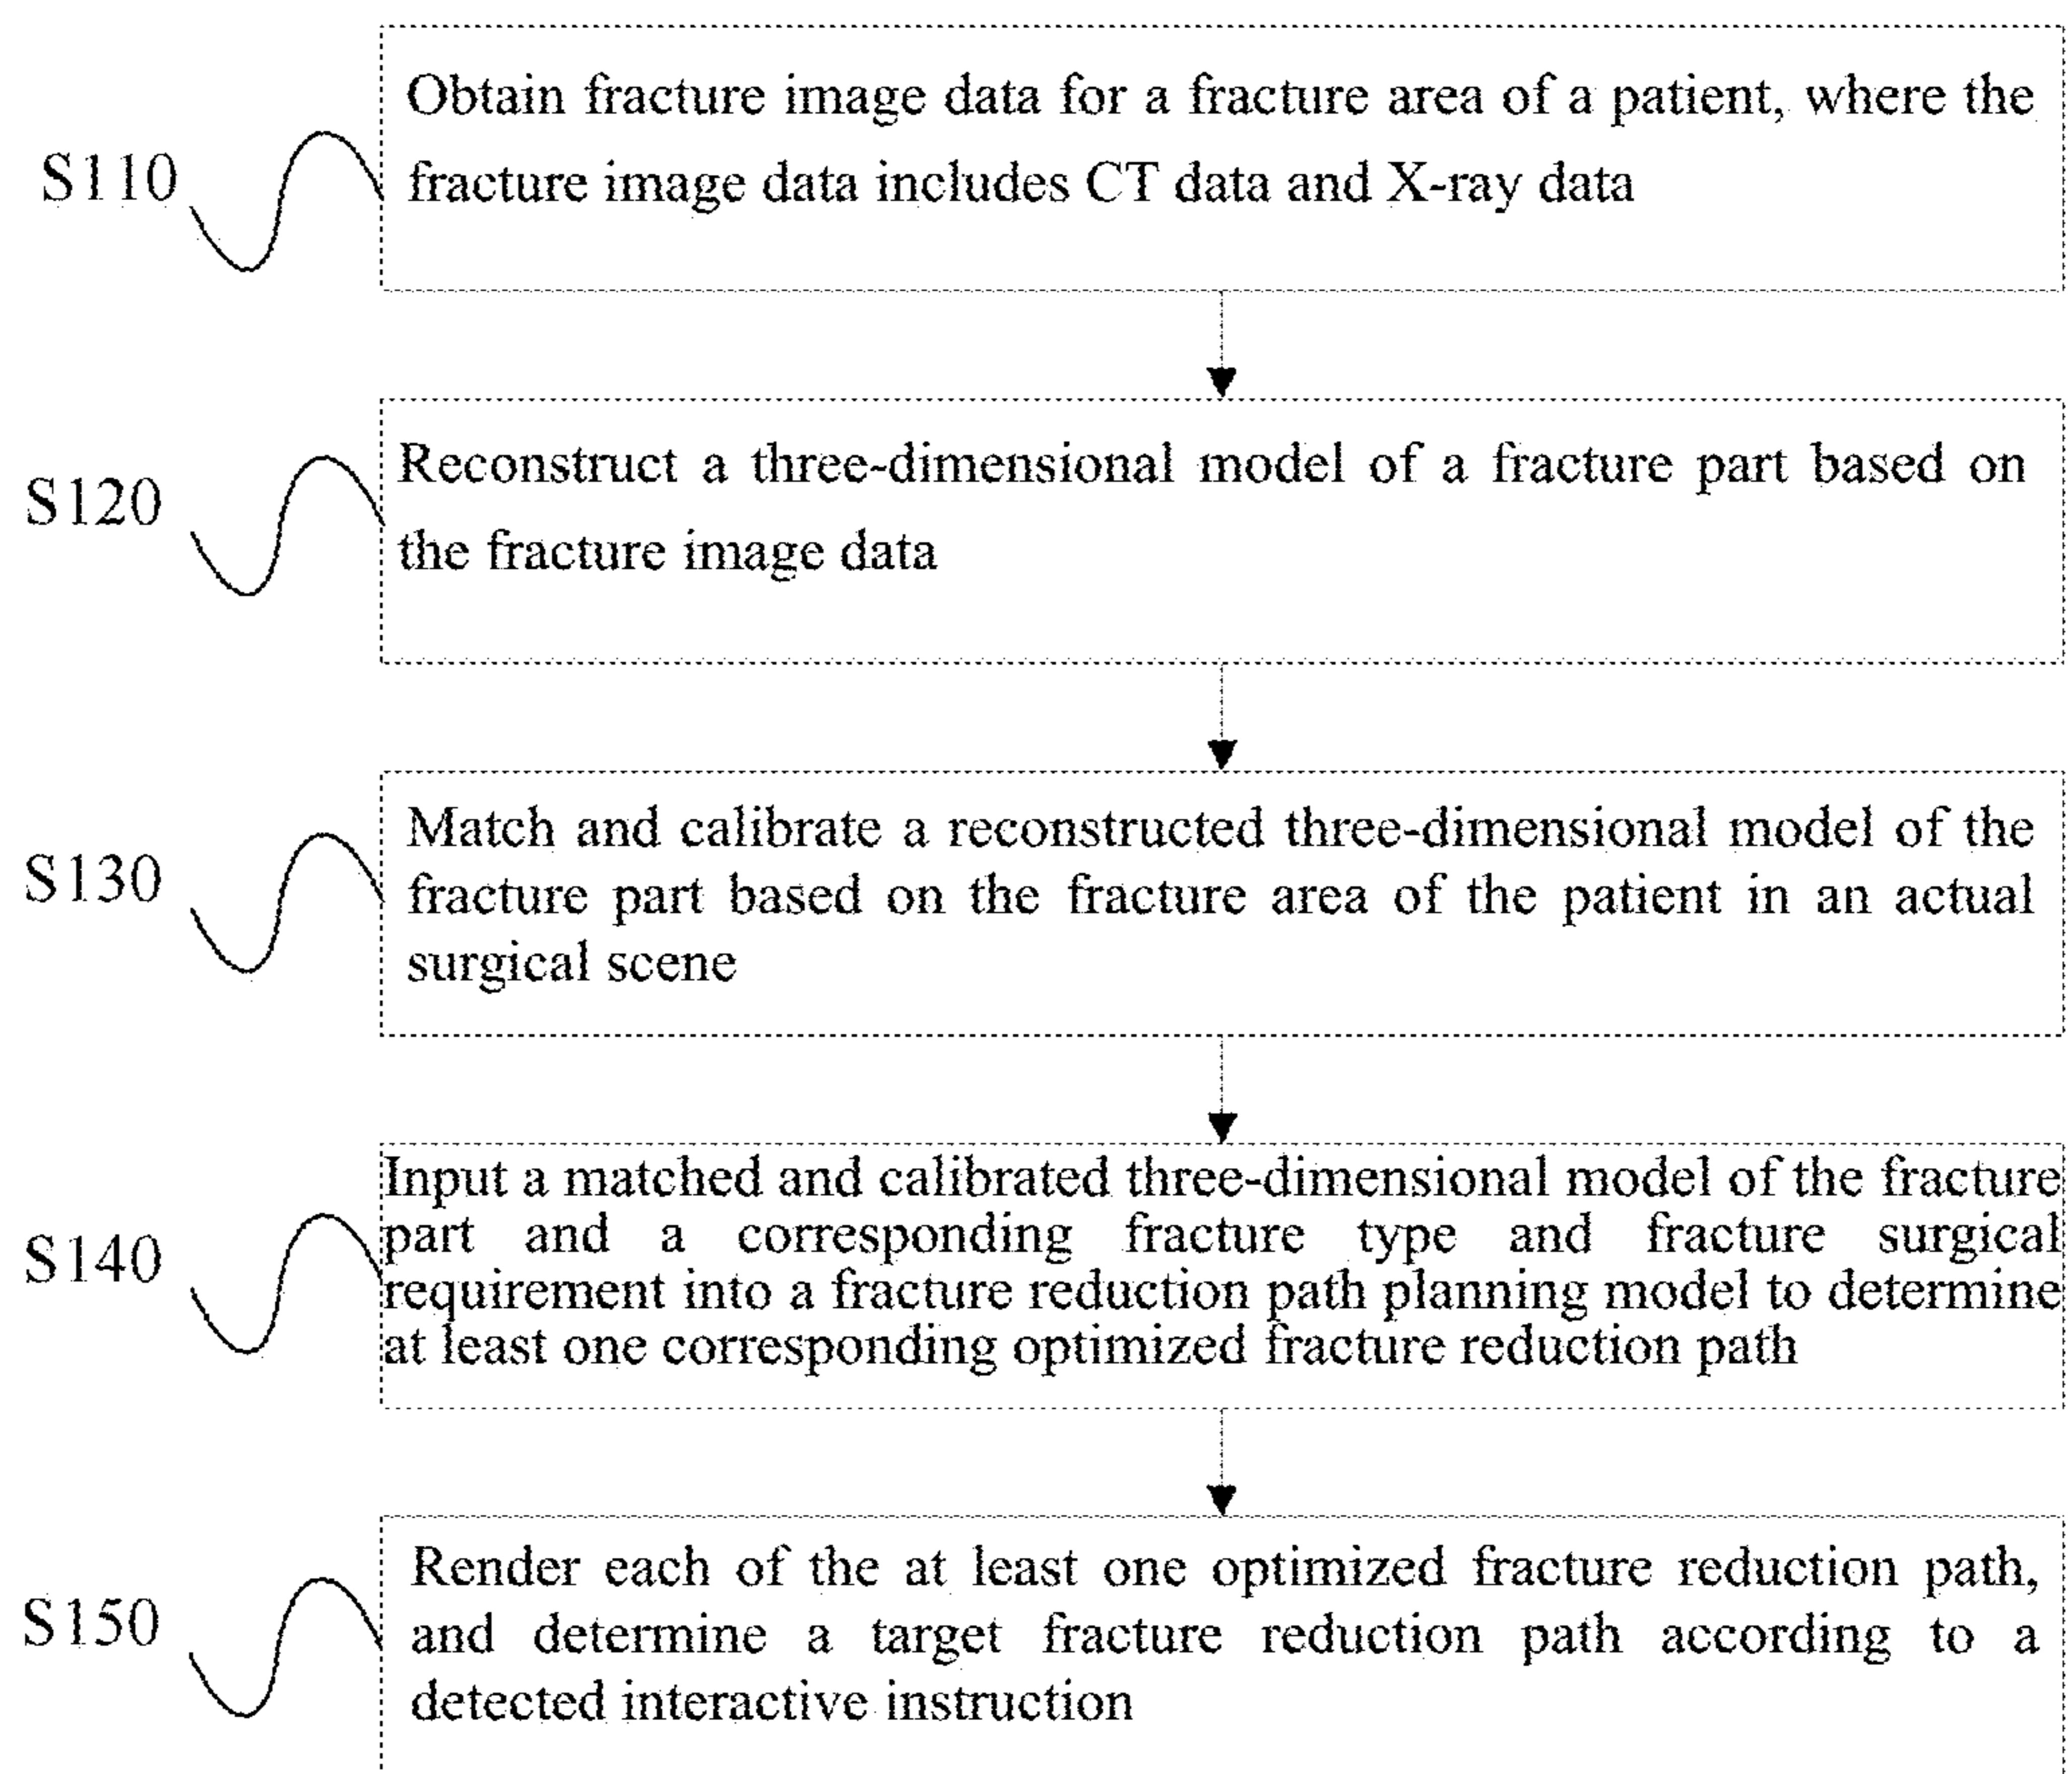 S110
Obtain fracture image data for a fracture area of a patient, where the
fracture image data includes CT data and X-ray data
S120
Reconstruct a three-dimensional model of a fracture part based on
the fracture image data
S130
Match and calibrate a reconstructed three-dimensional model of the
fracture part based on the fracture area of the patient in an actual
surgical scene
S140
Input a matched and calibrated three-dimensional model of the fracture
part and a corresponding fracture type and fracture surgical
requirement into a fracture reduction path planning model to determine
at least one corresponding optimized fracture reduction path
S150
Render each of the at least one optimized fracture reduction path,
and determine a target fracture reduction path according to a
detected interactive instruction